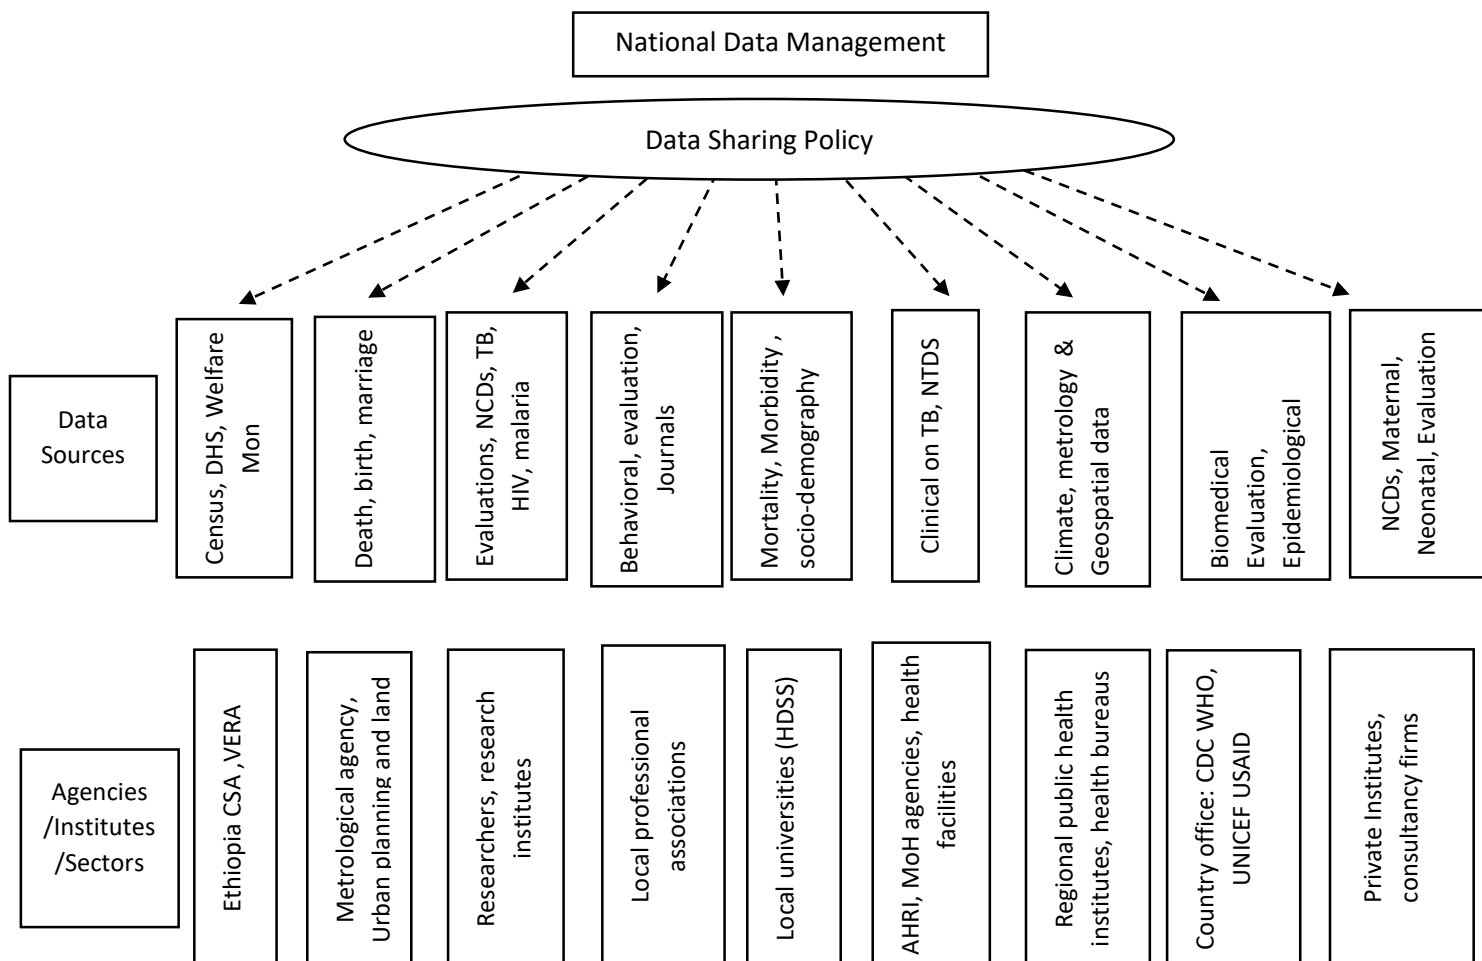 National Data Management
Data Sharing Policy
Data
Sources
Census, DHS, Welfare
Mon
Death, birth, marriage
Evaluations, NCDs, TB,
HIV, malaria
Behavioral, evaluation,
Journals
Mortality, Morbidity ,
socio-demography
Clinical on TB, NTDS
Climate, metrology &
Geospatial data
Biomedical
Evaluation,
Epidemiological
NCDs, Maternal,
Neonatal, Evaluation
Agencies
/Institutes
/Sectors
Ethiopia CSA ,VERA
Metrological agency,
Urban planning and land
Researchers, research
institutes
Local professional
associations
Local universities (HDSS)
AHRI, MoH agencies, health
facilities
Regional public health
institutes, health bureaus
Country office: CDC WHO,
UNICEF USAID
Private Institutes,
consultancy firms